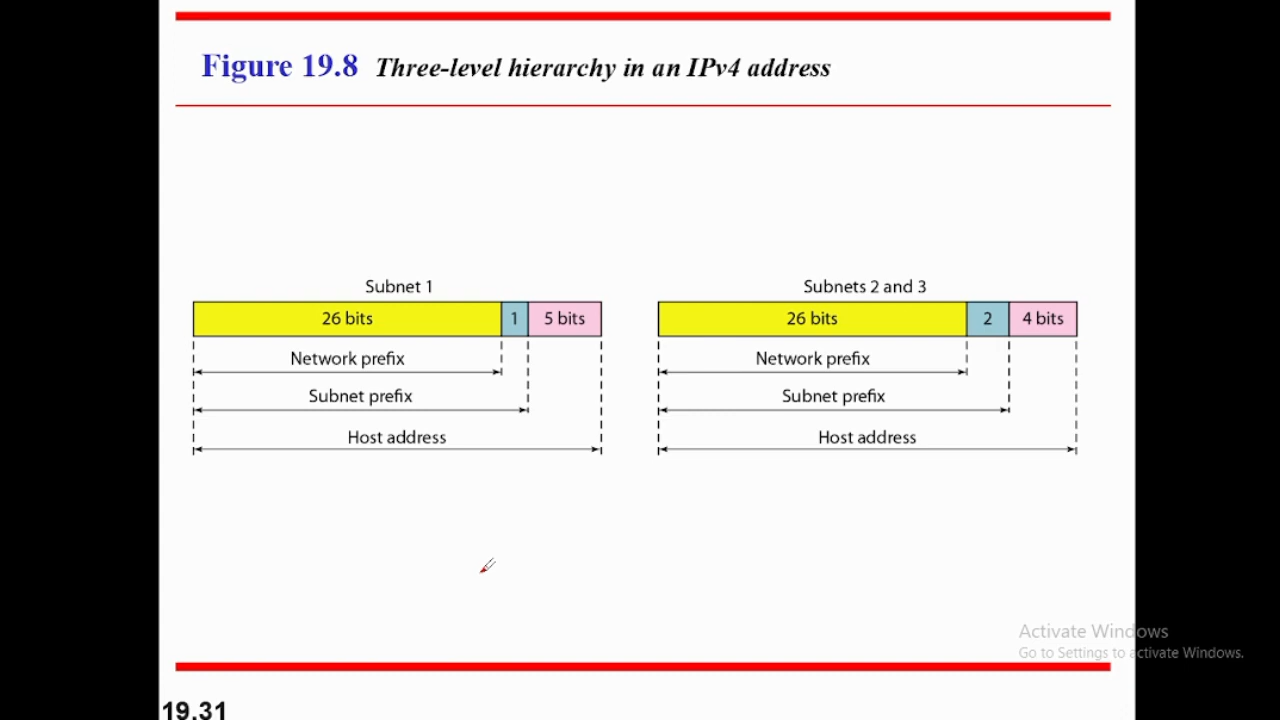 Figure 19.8 Three-level hierarchy in an IPv4 address
Subnet 1
26 bits 1 5 bits
Network prefix
Subnet prefix
Host address
Subnets 2 and 3
26 bits 2 4 bits
Network prefix
Subnet prefix
Host address
Activate Windows
Go to Settings to activate Windows.
19.31